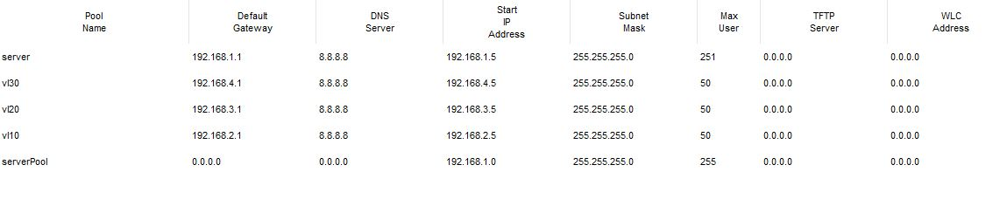 Pool Name	Default Gateway	DNS Server	Start IP Address	Subnet Mask	Max User	TFTP Server	WLC Address
server	192.168.1.1	8.8.8.8	192.168.1.5	255.255.255.0	251	0.0.0.0	0.0.0.0
vl30	192.168.4.1	8.8.8.8	192.168.4.5	255.255.255.0	50	0.0.0.0	0.0.0.0
vl20	192.168.3.1	8.8.8.8	192.168.3.5	255.255.255.0	50	0.0.0.0	0.0.0.0
vl10	192.168.2.1	8.8.8.8	192.168.2.5	255.255.255.0	50	0.0.0.0	0.0.0.0
serverPool	0.0.0.0	0.0.0.0	192.168.1.0	255.255.255.0	255	0.0.0.0	0.0.0.0